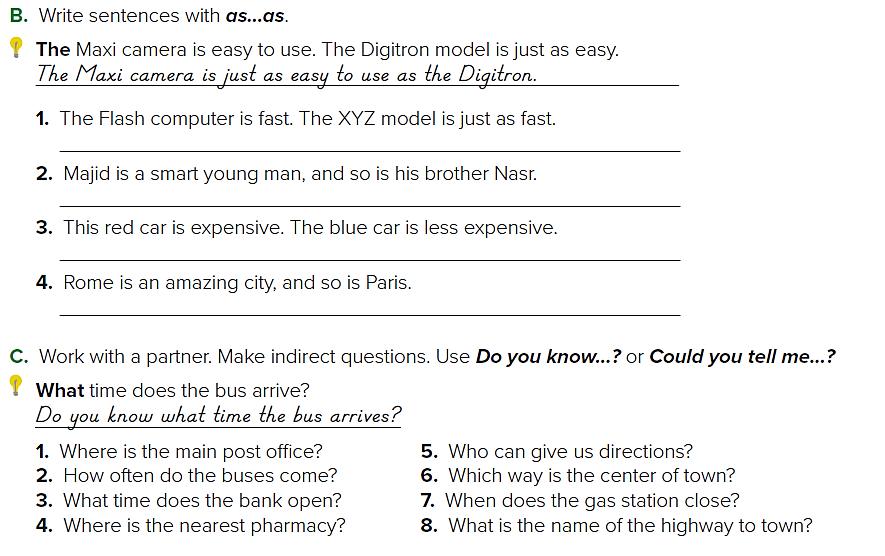 B. Write sentences with as...as.
The Maxi camera is easy to use. The Digitron model is just as easy.
The Maxi camera is just as easy to use as the Digitron.
1. The Flash computer is fast. The XYZ model is just as fast.
2. Majid is a smart young man, and so is his brother Nasr.
3. This red car is expensive. The blue car is less expensive.
4. Rome is an amazing city, and so is Paris.
C. Work with a partner. Make indirect questions. Use Do you know...? or Could you tell me...?
What time does the bus arrive?
Do you know what time the bus arrives?
1. Where is the main post office?
2. How often do the buses come?
3. What time does the bank open?
4. Where is the nearest pharmacy?
5. Who can give us directions?
6. Which way is the center of town?
7. When does the gas station close?
8. What is the name of the highway to town?